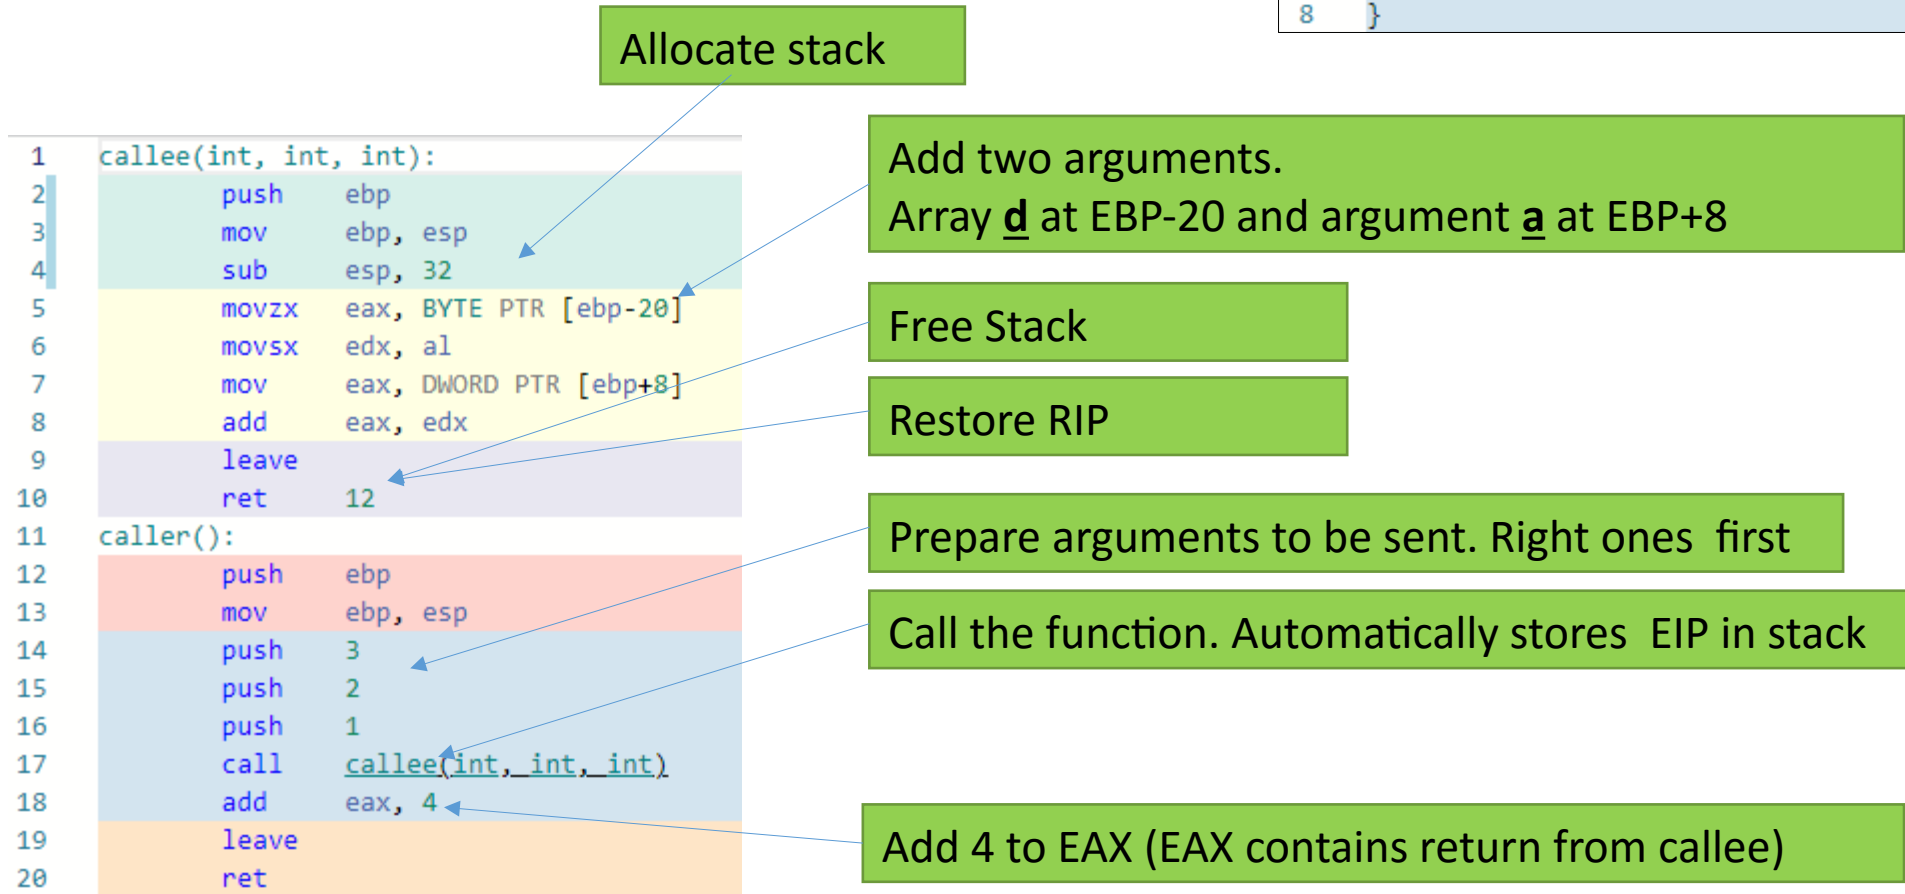 8 }
Allocate stack
1 callee(int, int, int):
2 push ebp
3 mov ebp, esp
4 sub esp, 32
5 movzx eax, BYTE PTR [ebp-20]
6 movsx edx, al
7 mov eax, DWORD PTR [ebp+8]
8 add eax, edx
9 leave
10 ret 12
11 caller():
12 push ebp
13 mov ebp, esp
14 push 3
15 push 2
16 push 1
17 call callee(int, int, int)
18 add eax, 4
19 leave
20 ret
Add two arguments.
Array d at EBP-20 and argument a at EBP+8
Free Stack
Restore RIP
Prepare arguments to be sent. Right ones first
Call the function. Automatically stores EIP in stack
Add 4 to EAX (EAX contains return from callee)